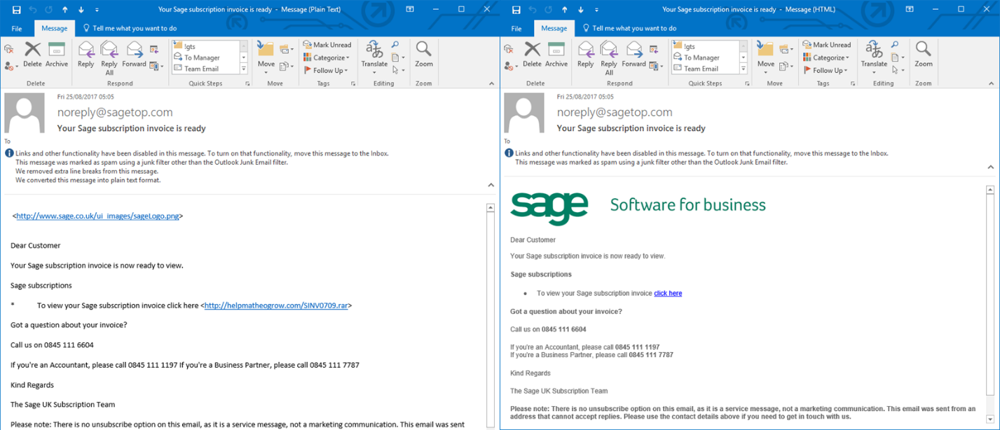 Your Sage subscription invoice is ready - Message (Plain Text)
File
Message
Tell me what you want to do
Delete
Archive
Reply
Reply All
Forward
!gts
To Manager
Team Email
Move
Mark Unread
Categorize
Follow Up
Translate
Zoom
Delete
Respond
Quick Steps
Move
Tags
Editing
Zoom
Fri 25/08/2017 05:05
noreply@sagetop.com
Your Sage subscription invoice is ready
To
Links and other functionality have been disabled in this message. To turn on that functionality, move this message to the Inbox.
This message was marked as spam using a junk filter other than the Outlook Junk Email filter.
We removed extra line breaks from this message.
We converted this message into plain text format.
<http://www.sage.co.uk/ui_images/sageLogo.png>
Dear Customer
Your Sage subscription invoice is now ready to view.
Sage subscriptions
* To view your Sage subscription invoice click here <http://helpmatheogrow.com/SINV0709.rar>
Got a question about your invoice?
Call us on 0845 111 6604
If you're an Accountant, please call 0845 111 1197 If you're a Business Partner, please call 0845 111 7787
Kind Regards
The Sage UK Subscription Team
Please note: There is no unsubscribe option on this email, as it is a service message, not a marketing communication. This email was sent
Your Sage subscription invoice is ready - Message (HTML)
File
Message
Tell me what you want to do
Delete
Archive
Reply
Reply All
Forward
!gts
To Manager
Team Email
Move
Mark Unread
Categorize
Follow Up
Translate
Zoom
Delete
Respond
Quick Steps
Move
Tags
Editing
Zoom
Fri 25/08/2017 05:05
noreply@sagetop.com
Your Sage subscription invoice is ready
To
Links and other functionality have been disabled in this message. To turn on that functionality, move this message to the Inbox.
This message was marked as spam using a junk filter other than the Outlook Junk Email filter.
sage Software for business
Dear Customer
Your Sage subscription invoice is now ready to view.
Sage subscriptions
• To view your Sage subscription invoice click here
Got a question about your invoice?
Call us on 0845 111 6604
If you're an Accountant, please call 0845 111 1197
If you're a Business Partner, please call 0845 111 7787
Kind Regards
The Sage UK Subscription Team
Please note: There is no unsubscribe option on this email, as it is a service message, not a marketing communication. This email was sent from an
address that cannot accept replies. Please use the contact details above if you need to get in touch with us.